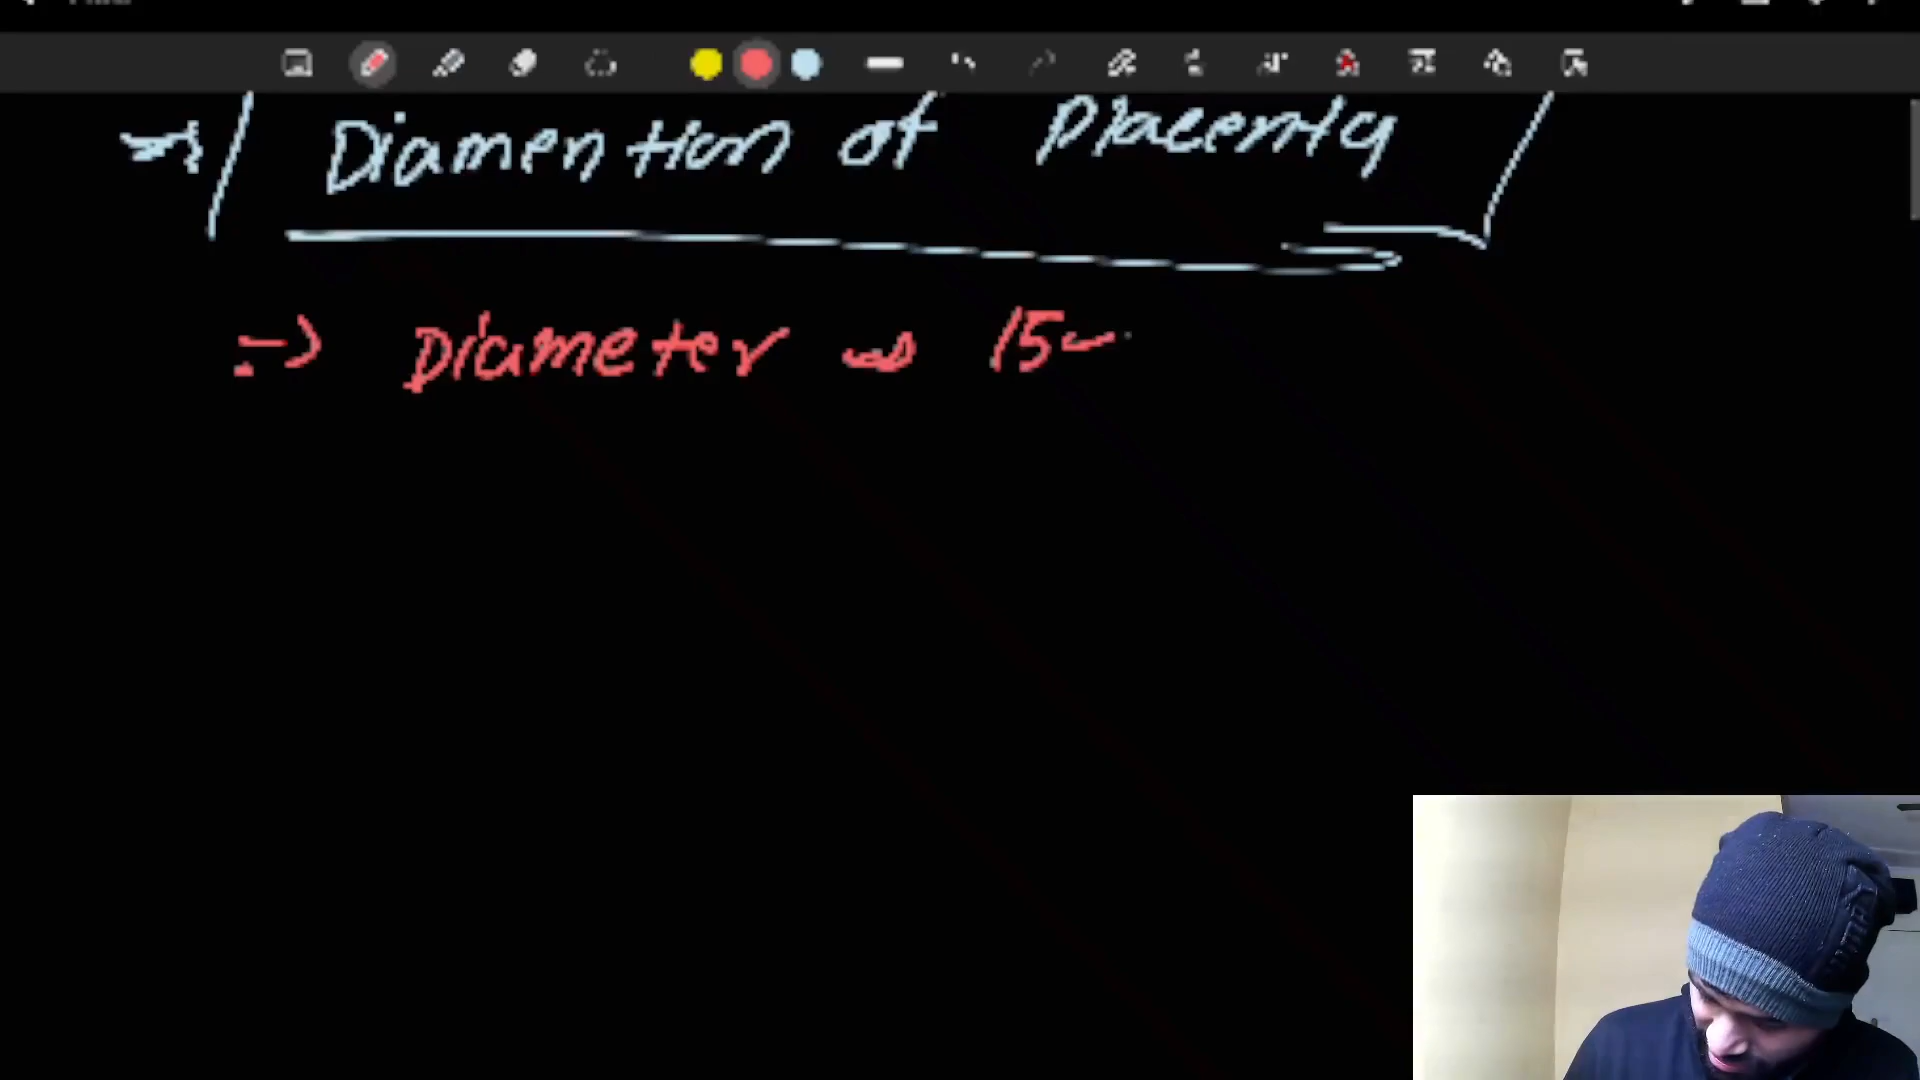 Diamention of Placenta
:-> Diameter => 15-